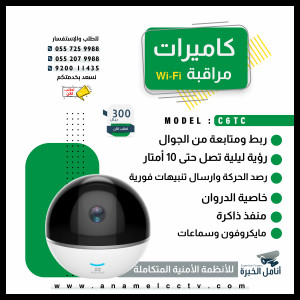 للطلب والإستفسار
055 725 9988
055 207 9988
9200 11435
نسعد بخدمتكم
كاميرات
مراقبة Wi-Fi
MODEL : C6TC
300
ربط ومتابعة من الجوال
رؤية ليلية تصل حتى 10 أمتار
رصد الحركة وارسال تنبيهات فورية
خاصية الدروان
منفذ ذاكرة
مايكروفون وسماعات
أنامل الخبرة
للأنظمة الأمنية المتكاملة
www.anamelcctv.com